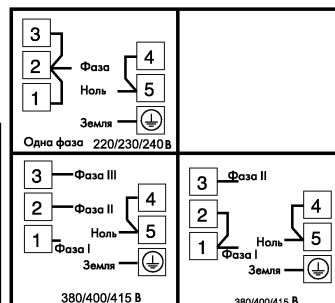 3
2 Фаза 4
1 Ноль 5
Земля
Одна фаза 220/230/240 В
3 Фаза III
2 Фаза II 4
1 Фаза I Ноль 5
Земля
380/400/415 В
3 Фаза II
2 4
1 Фаза I Ноль 5
Земля
380/400/415 В